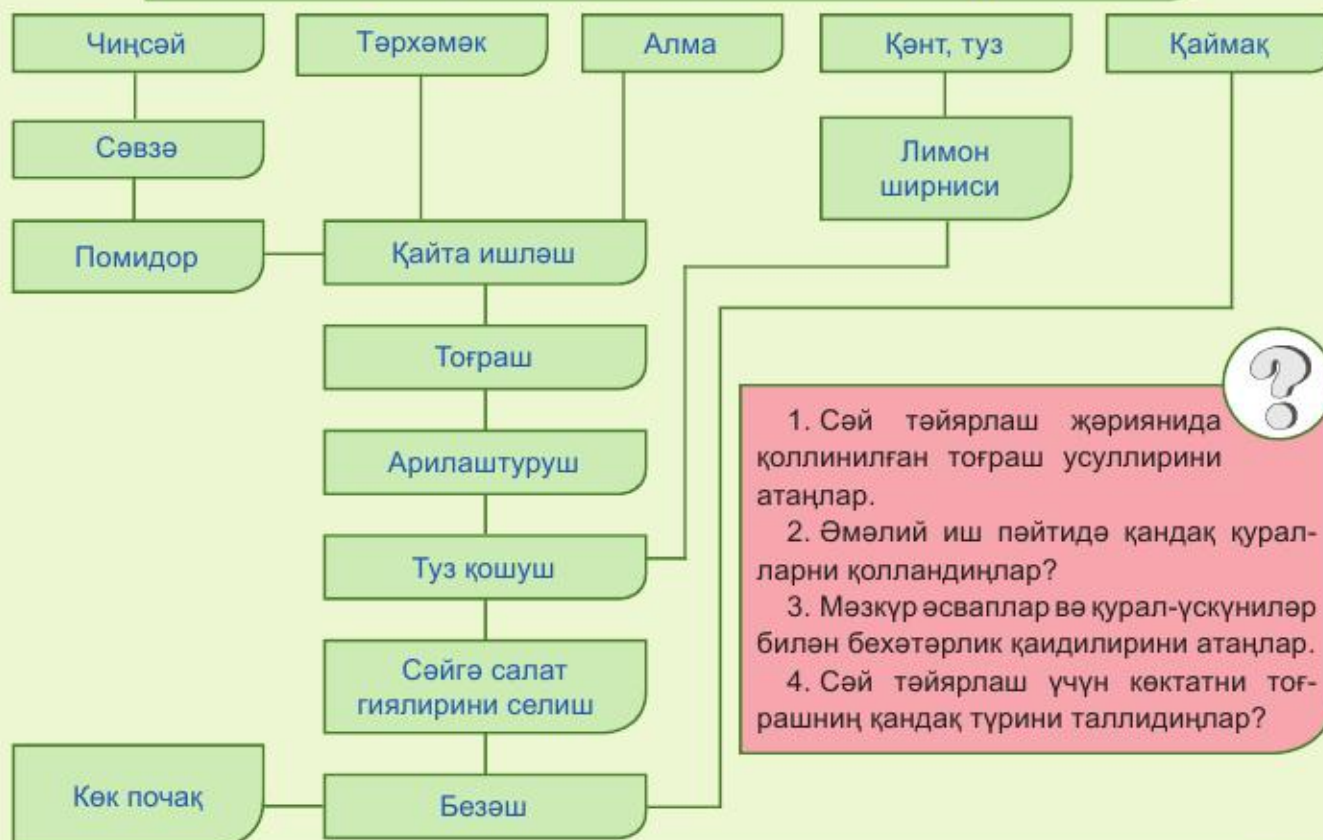 Чиңсәй
Тәрхәмәк
Алма
Қәнт, туз
Қаймақ
Сәвзә
Лимон
ширниси
Помидор
Қайта ишләш
Тоғраш
Арилаштуруш
Туз қошуш
Сәйгә салат
гиялирини селиш
Көк почақ
Безәш
?
1. Сәй тәйярлаш җәриянида
қоллинилған тоғраш усуллирини
атаңлар.
2. Әмәлий иш пәйтидә қандақ қурал-
ларни қолландиңлар?
3. Мәзкүр әсваплар вә қурал-үскүниләр
билән бехәтәрлик қаидилирини атаңлар.
4. Сәй тәйярлаш үчүн көктатни тоғ-
рашниң қандақ түрини таллидиңлар?